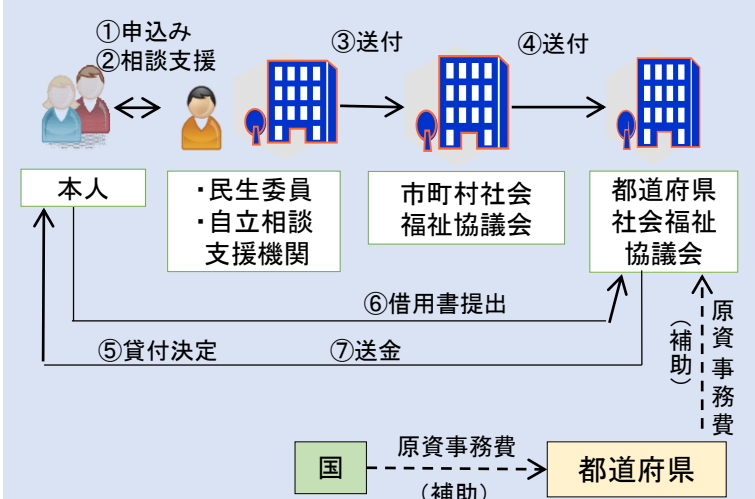 ①申込み
②相談支援
③送付
④送付
本人
・民生委員
・自立相談
支援機関
市町村社会
福祉協議会
都道府県
社会福祉
協議会
⑥借用書提出
⑤貸付決定
⑦送金
原資事務費
（補助）
国
原資事務費
（補助）
都道府県